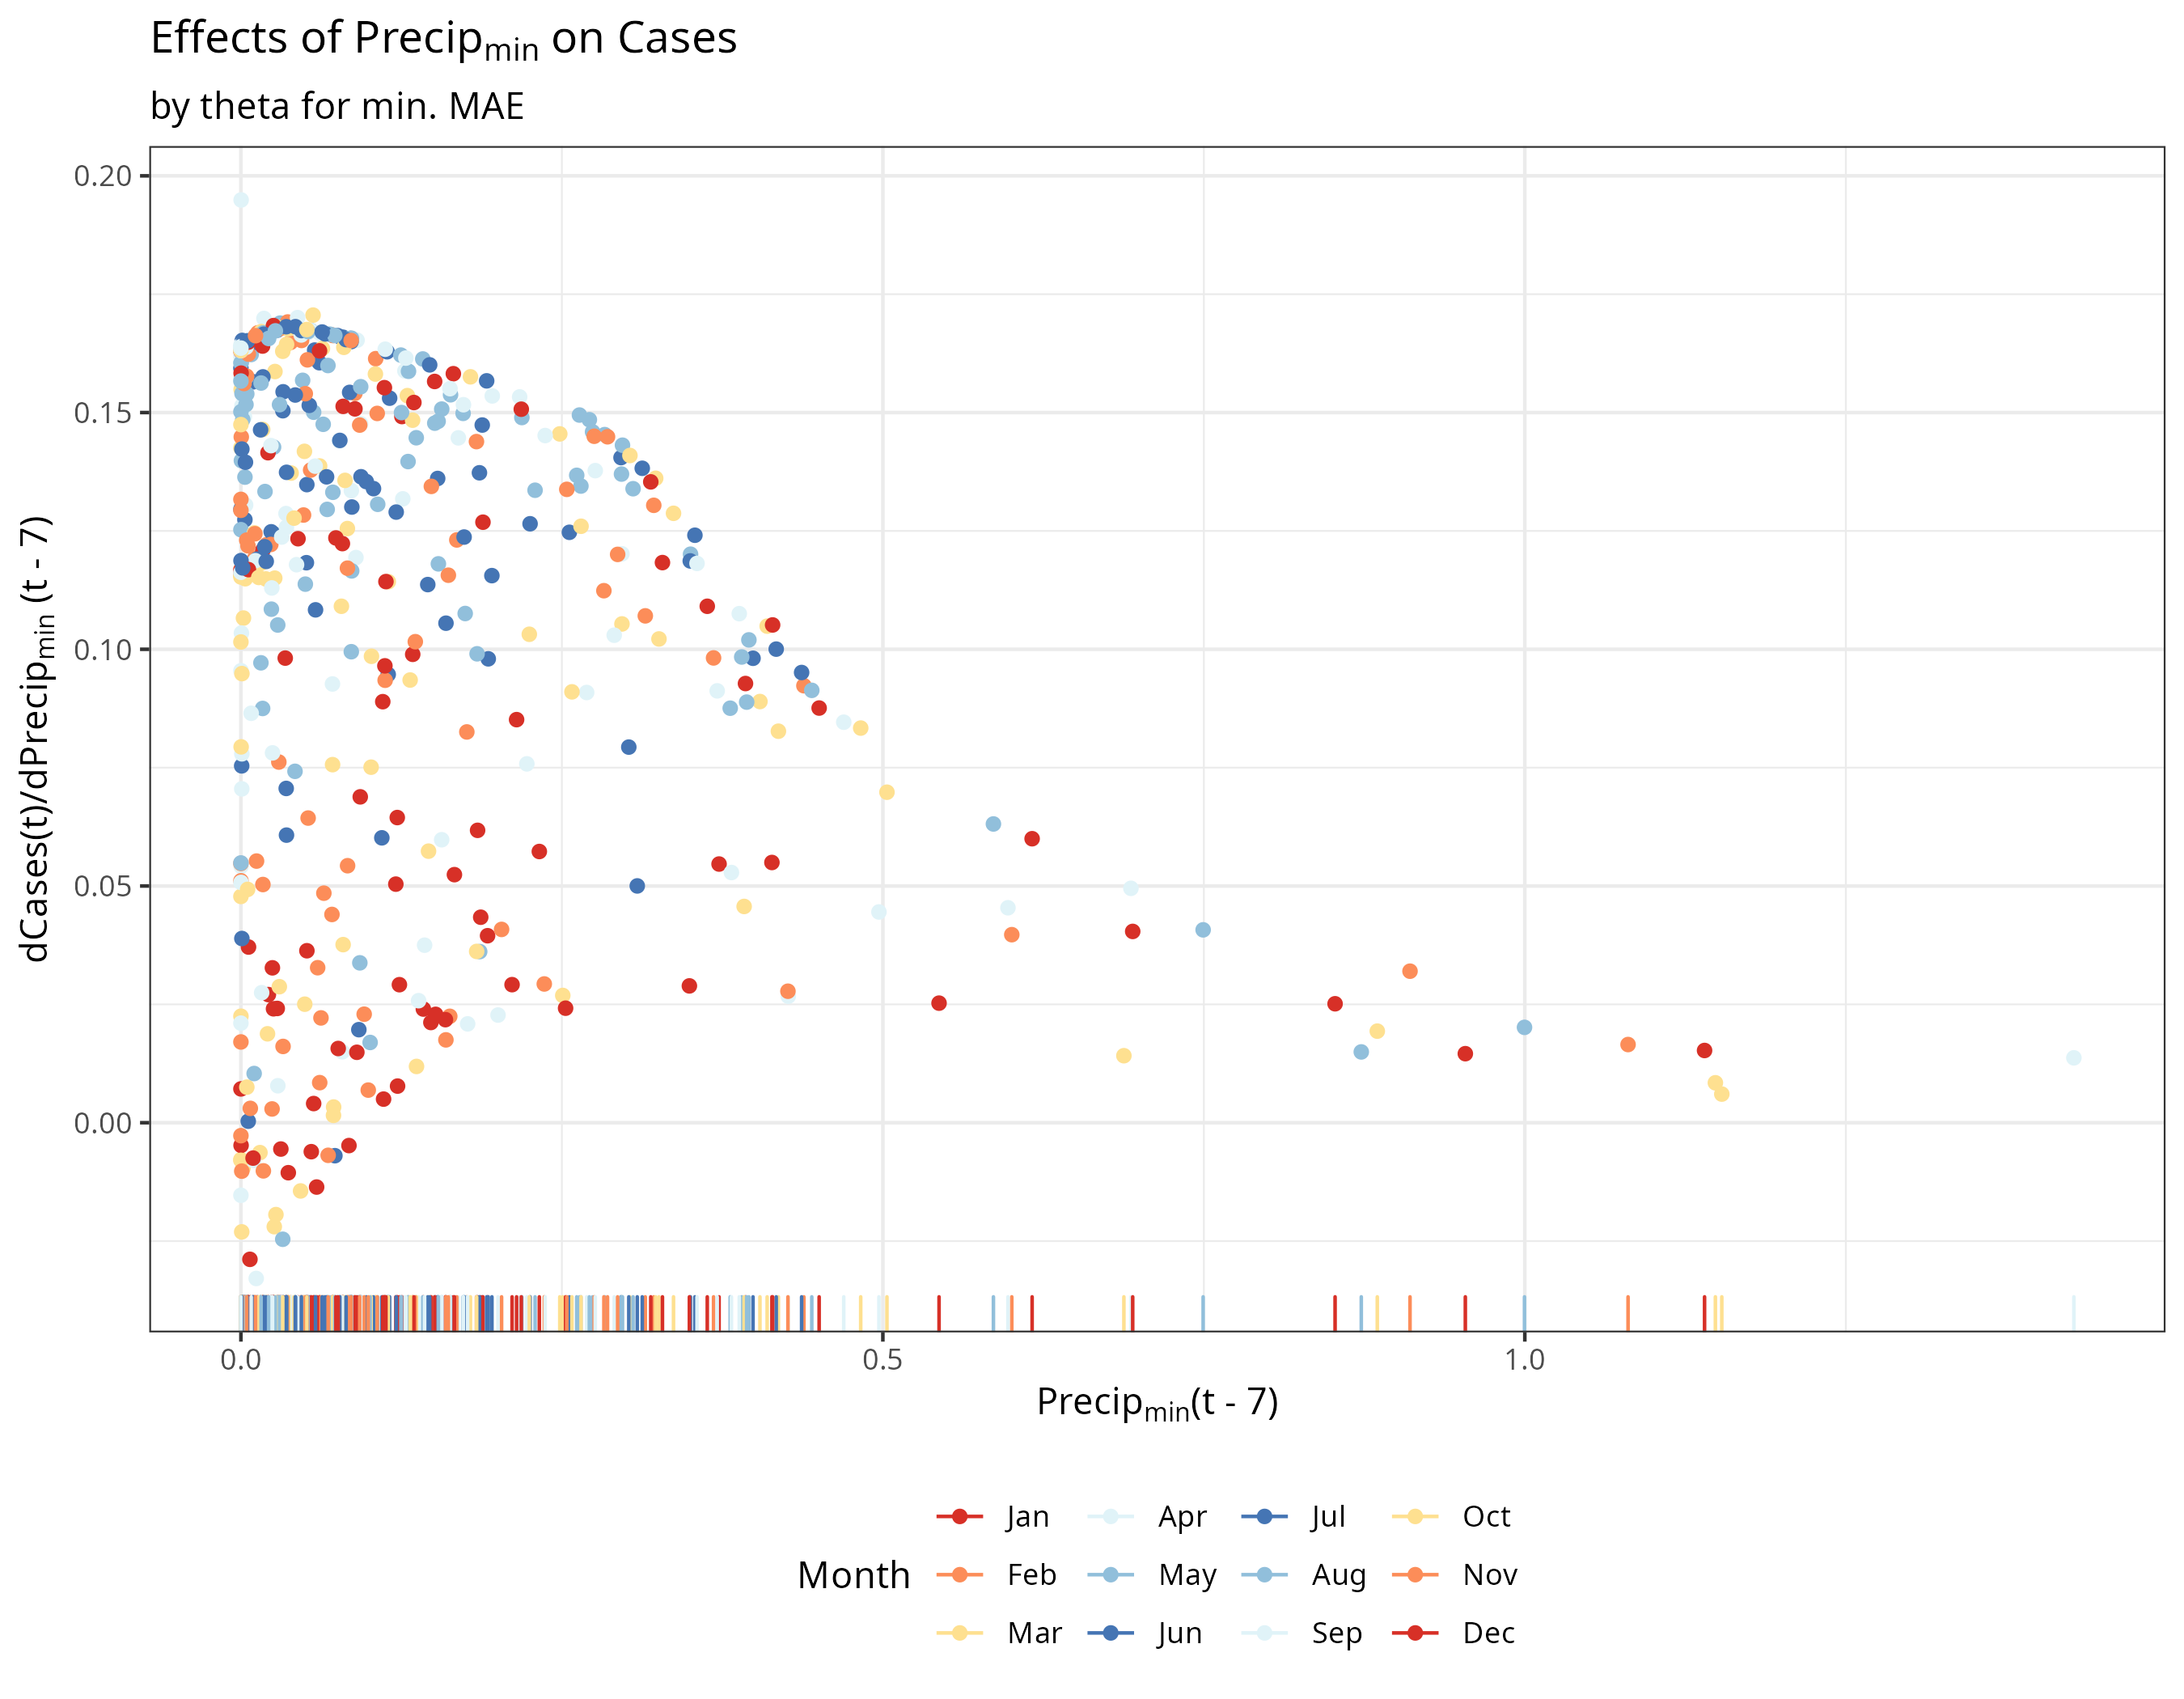 Effects of Precipmin on Cases
by theta for min. MAE
dCases(t)/dPrecipmin (t - 7)
0.20
0.15
0.10
0.05
0.00
0.0 0.5 1.0
Precipmin(t - 7)
Month
Jan Apr Jul Oct
Feb May Aug Nov
Mar Jun Sep Dec